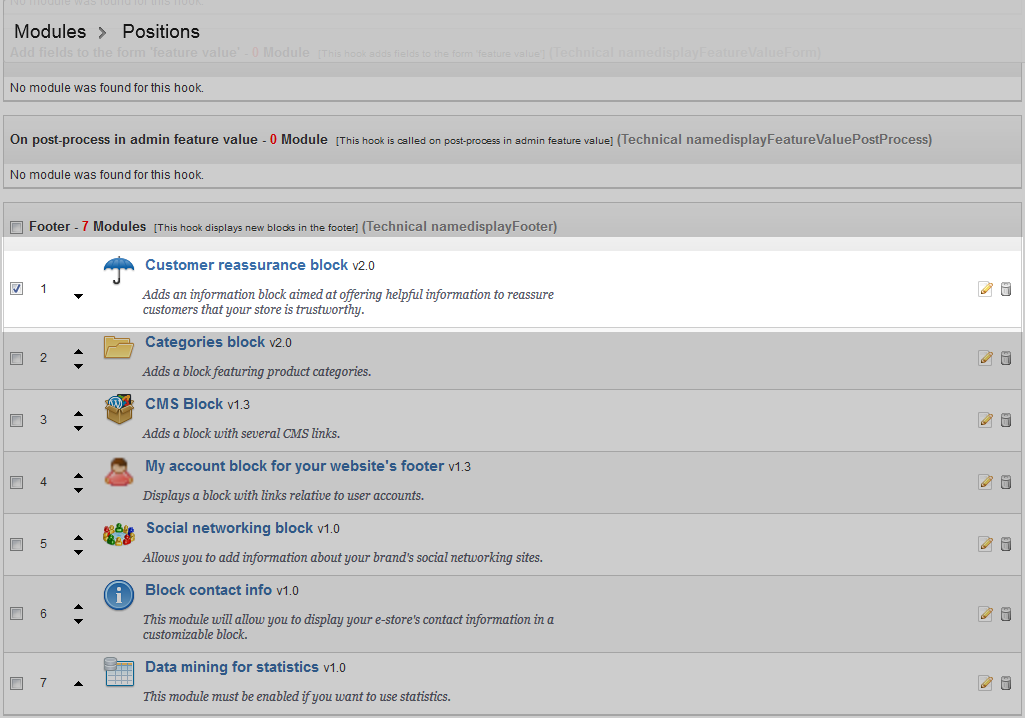 No module was found for this hook.
Modules > Positions
Add fields to the form 'feature value' - 0 Module [This hook adds fields to the form 'feature value'] (Technical namedisplayFeatureValueForm)
No module was found for this hook.
On post-process in admin feature value - 0 Module [This hook is called on post-process in admin feature value] (Technical namedisplayFeatureValuePostProcess)
No module was found for this hook.
Footer - 7 Modules [This hook displays new blocks in the footer] (Technical namedisplayFooter)
Customer reassurance block v2.0
1
Adds an information block aimed at offering helpful information to reassure
customers that your store is trustworthy.
Categories block v2.0
2
Adds a block featuring product categories.
CMS Block v1.3
3
Adds a block with several CMS links.
My account block for your website's footer v1.3
4
Displays a block with links relative to user accounts.
Social networking block v1.0
5
Allows you to add information about your brand's social networking sites.
Block contact info v1.0
6
This module will allow you to display your e-store's contact information in a
customizable block.
Data mining for statistics v1.0
7
This module must be enabled if you want to use statistics.